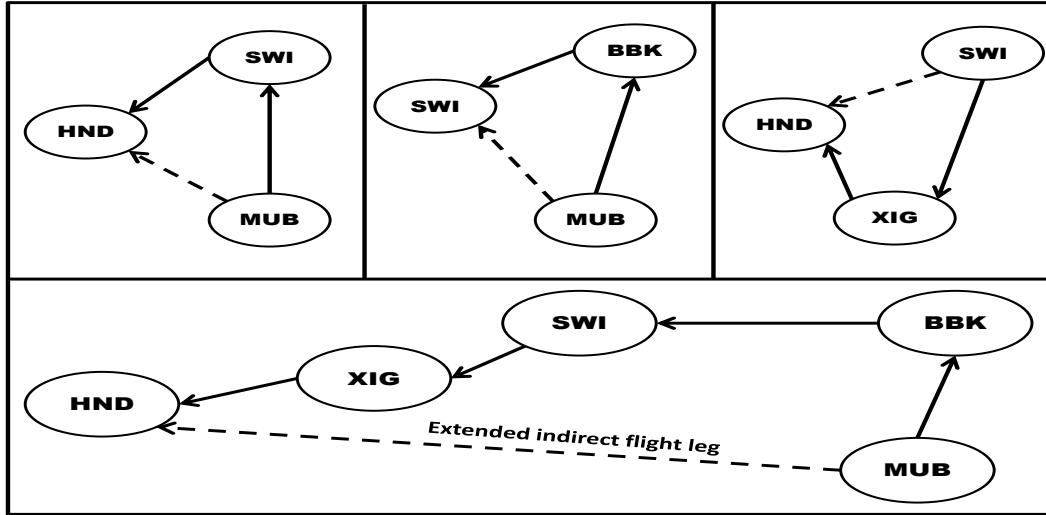 SWI
HND
MUB
BBK
SWI
MUB
SWI
HND
XIG
SWI
BBK
XIG
HND
Extended indirect flight leg
MUB